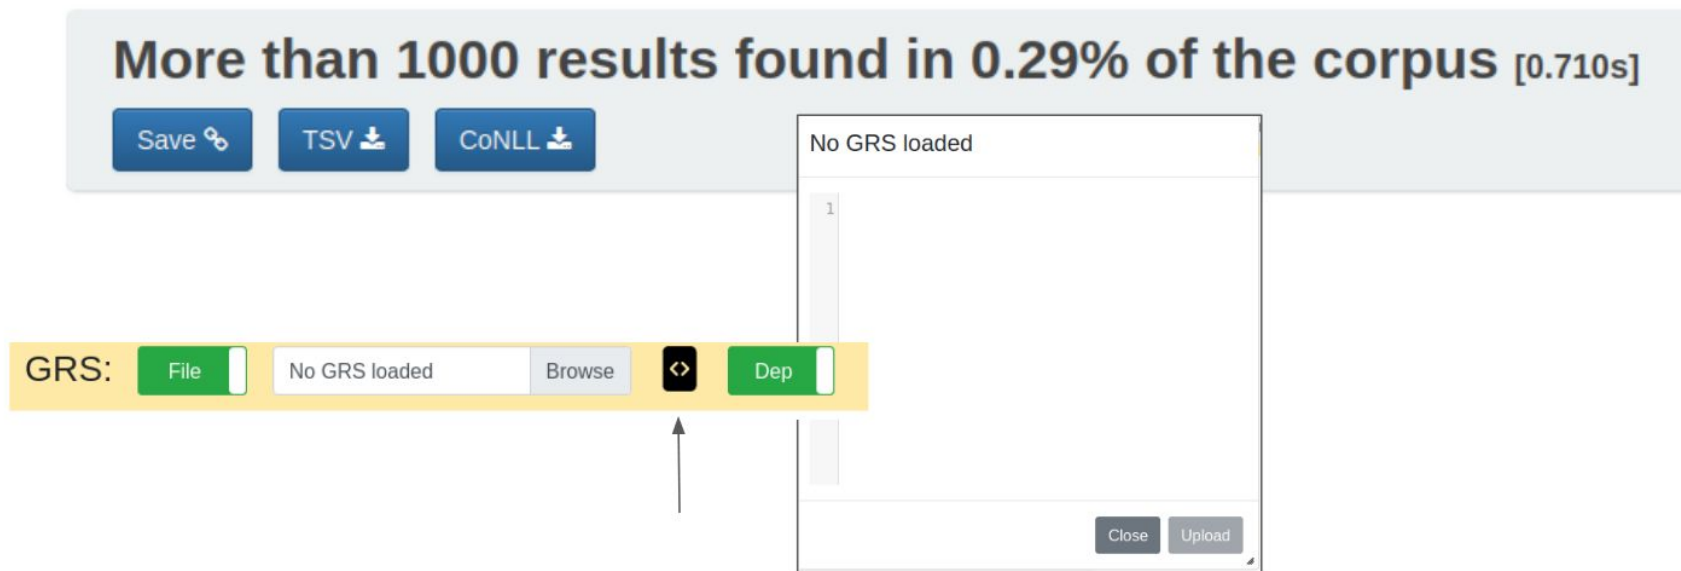 More than 1000 results found in 0.29% of the corpus [0.710s]
Save TSV CoNLL
No GRS loaded
1
GRS: File No GRS loaded Browse <> Dep
Close Upload